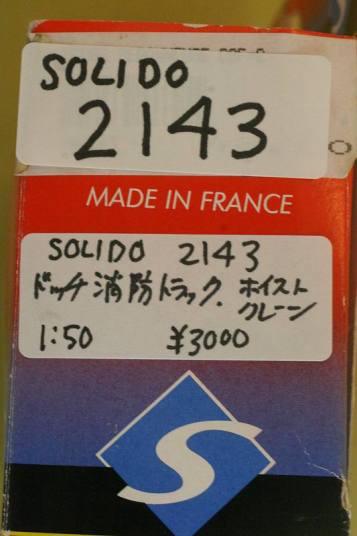 SOLIDO
2143
MADE IN FRANCE
SOLIDO 2143
ドッチ消防トラック. ホイスト
クレーン
1:50 ¥3000